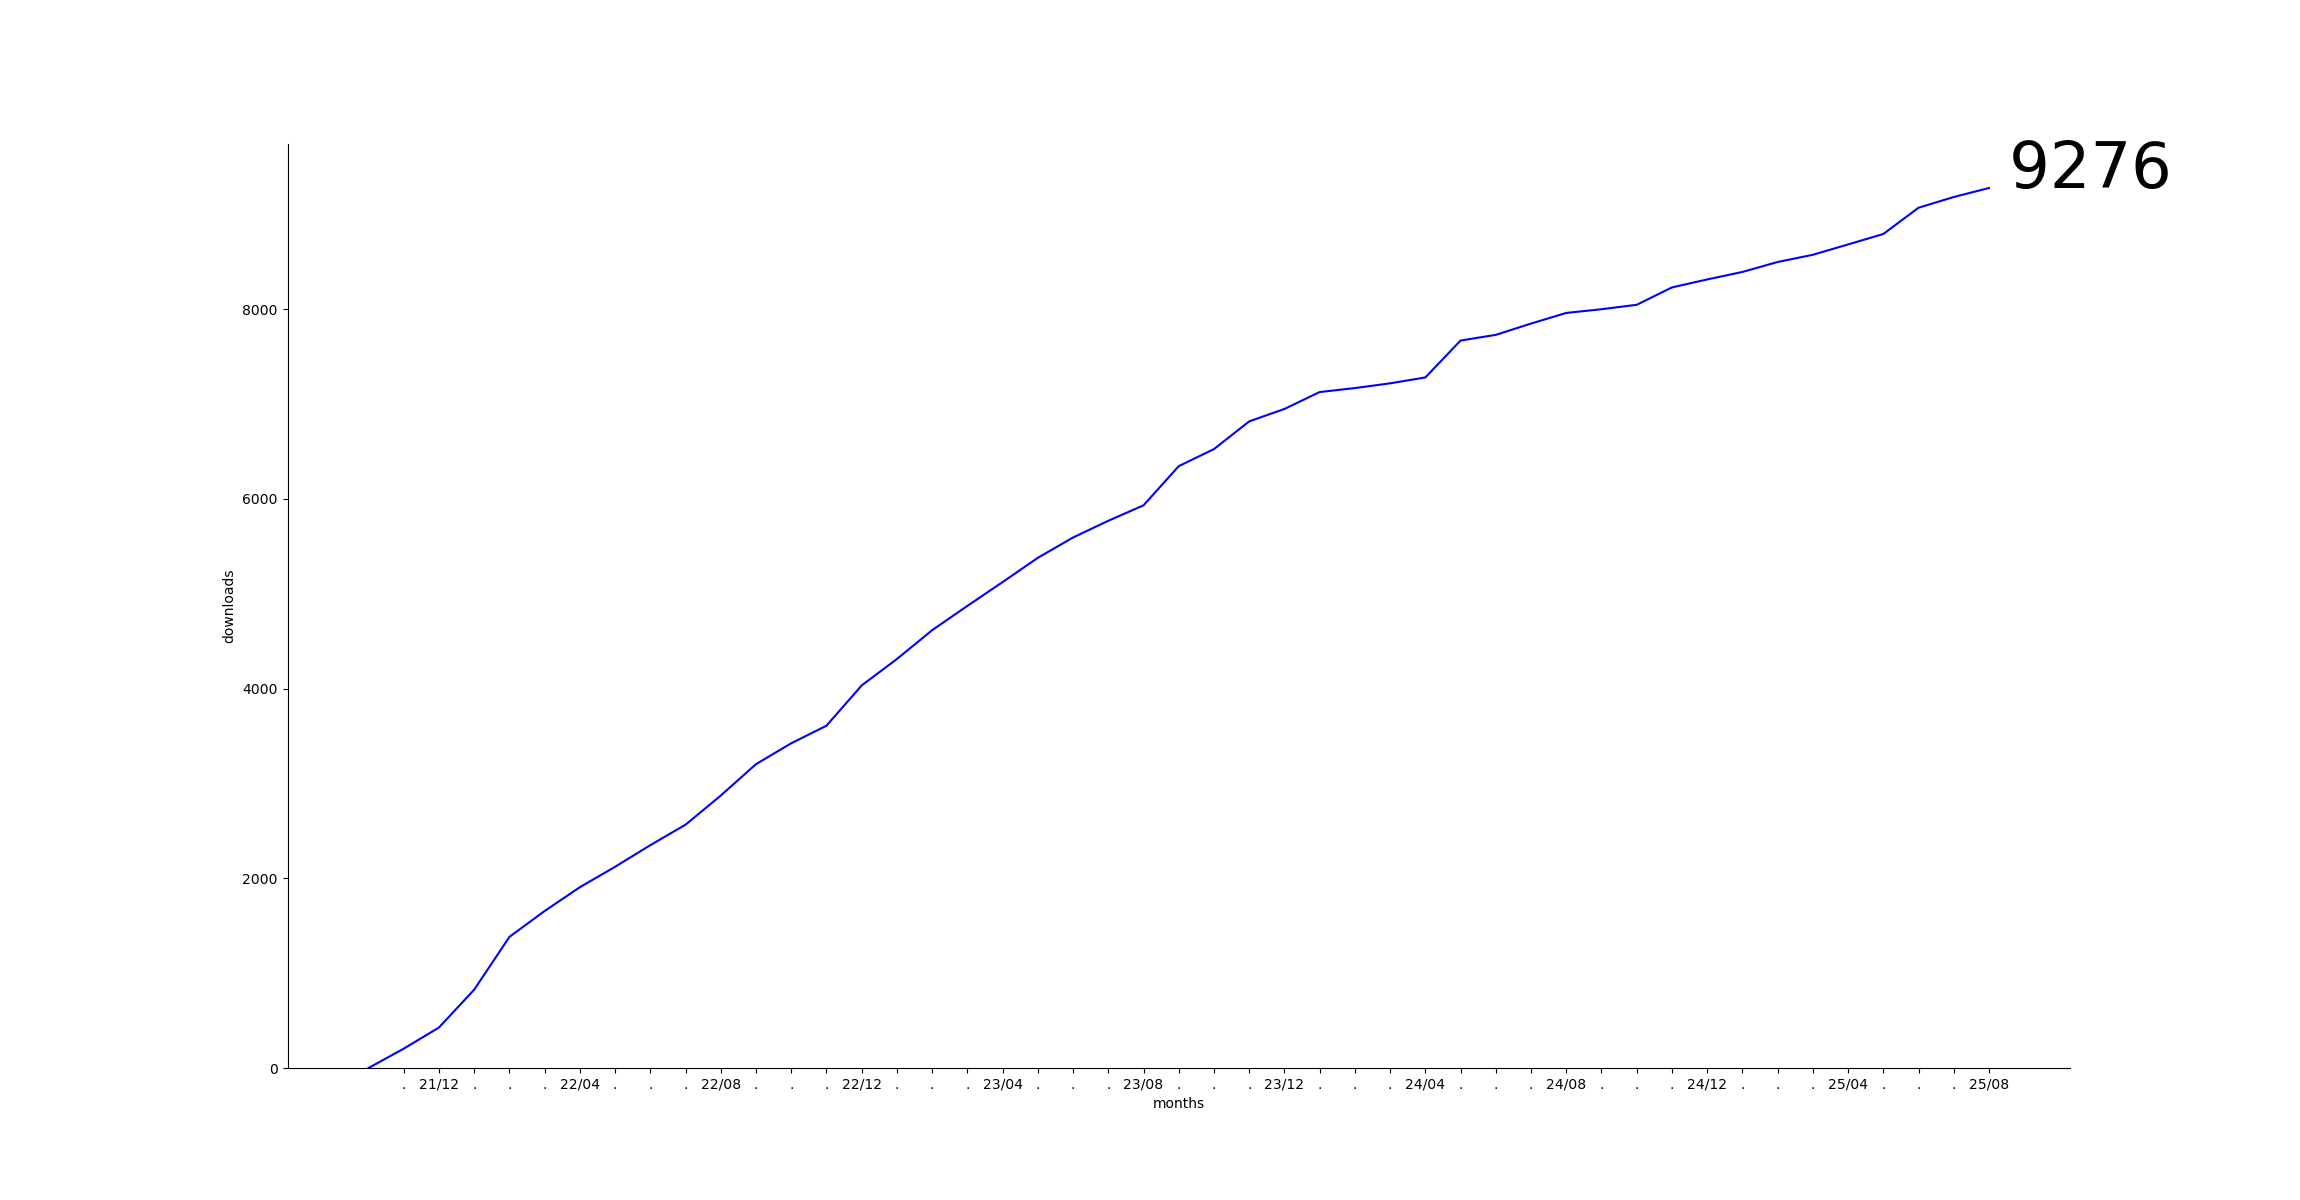 9276
8000
6000
4000
2000
0
downloads
. 21/12 . . . 22/04 . . . 22/08 . . . 22/12 . . . 23/04 . . . 23/08 . . . 23/12 . . . 24/04 . . . 24/08 . . . 24/12 . . . 25/04 . . . 25/08
months